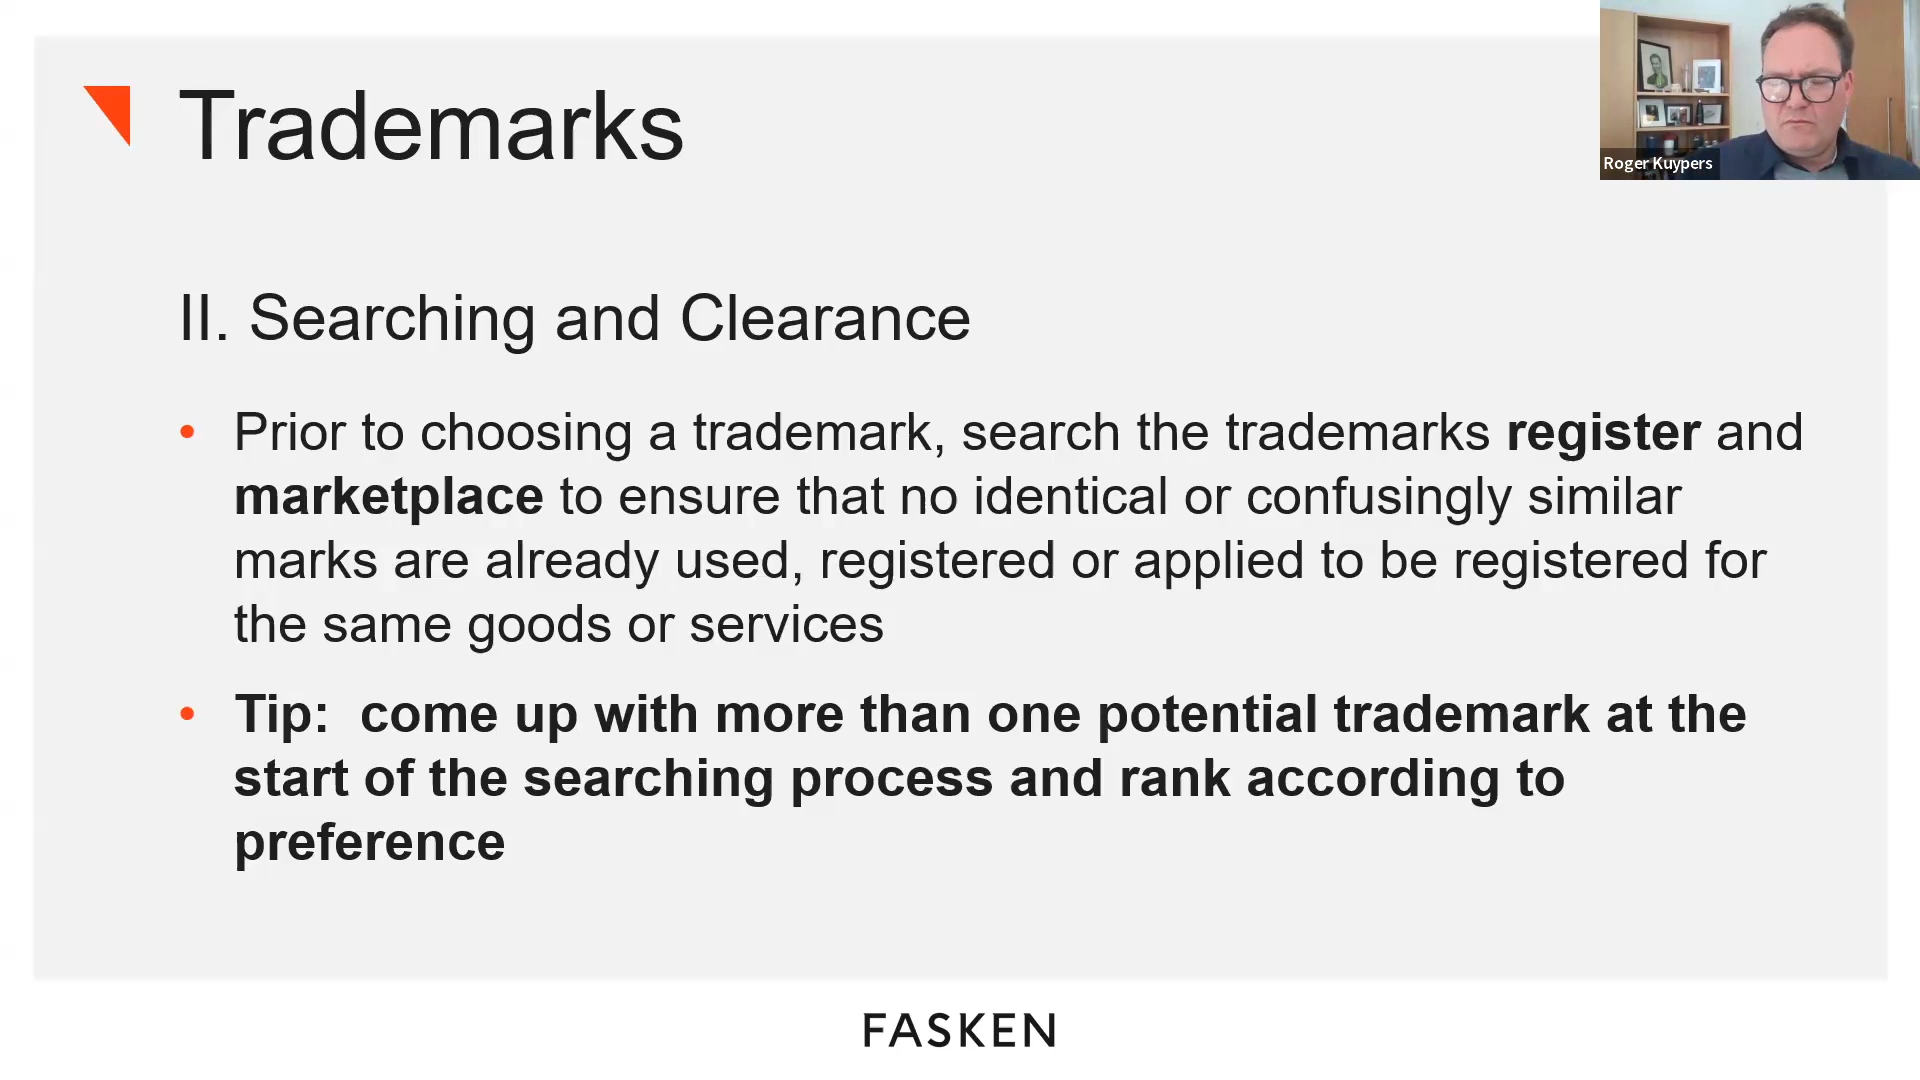 Trademarks
Roger Kuypers
II. Searching and Clearance
• Prior to choosing a trademark, search the trademarks register and
marketplace to ensure that no identical or confusingly similar
marks are already used, registered or applied to be registered for
the same goods or services
• Tip:  come up with more than one potential trademark at the
start of the searching process and rank according to
preference
FASKEN